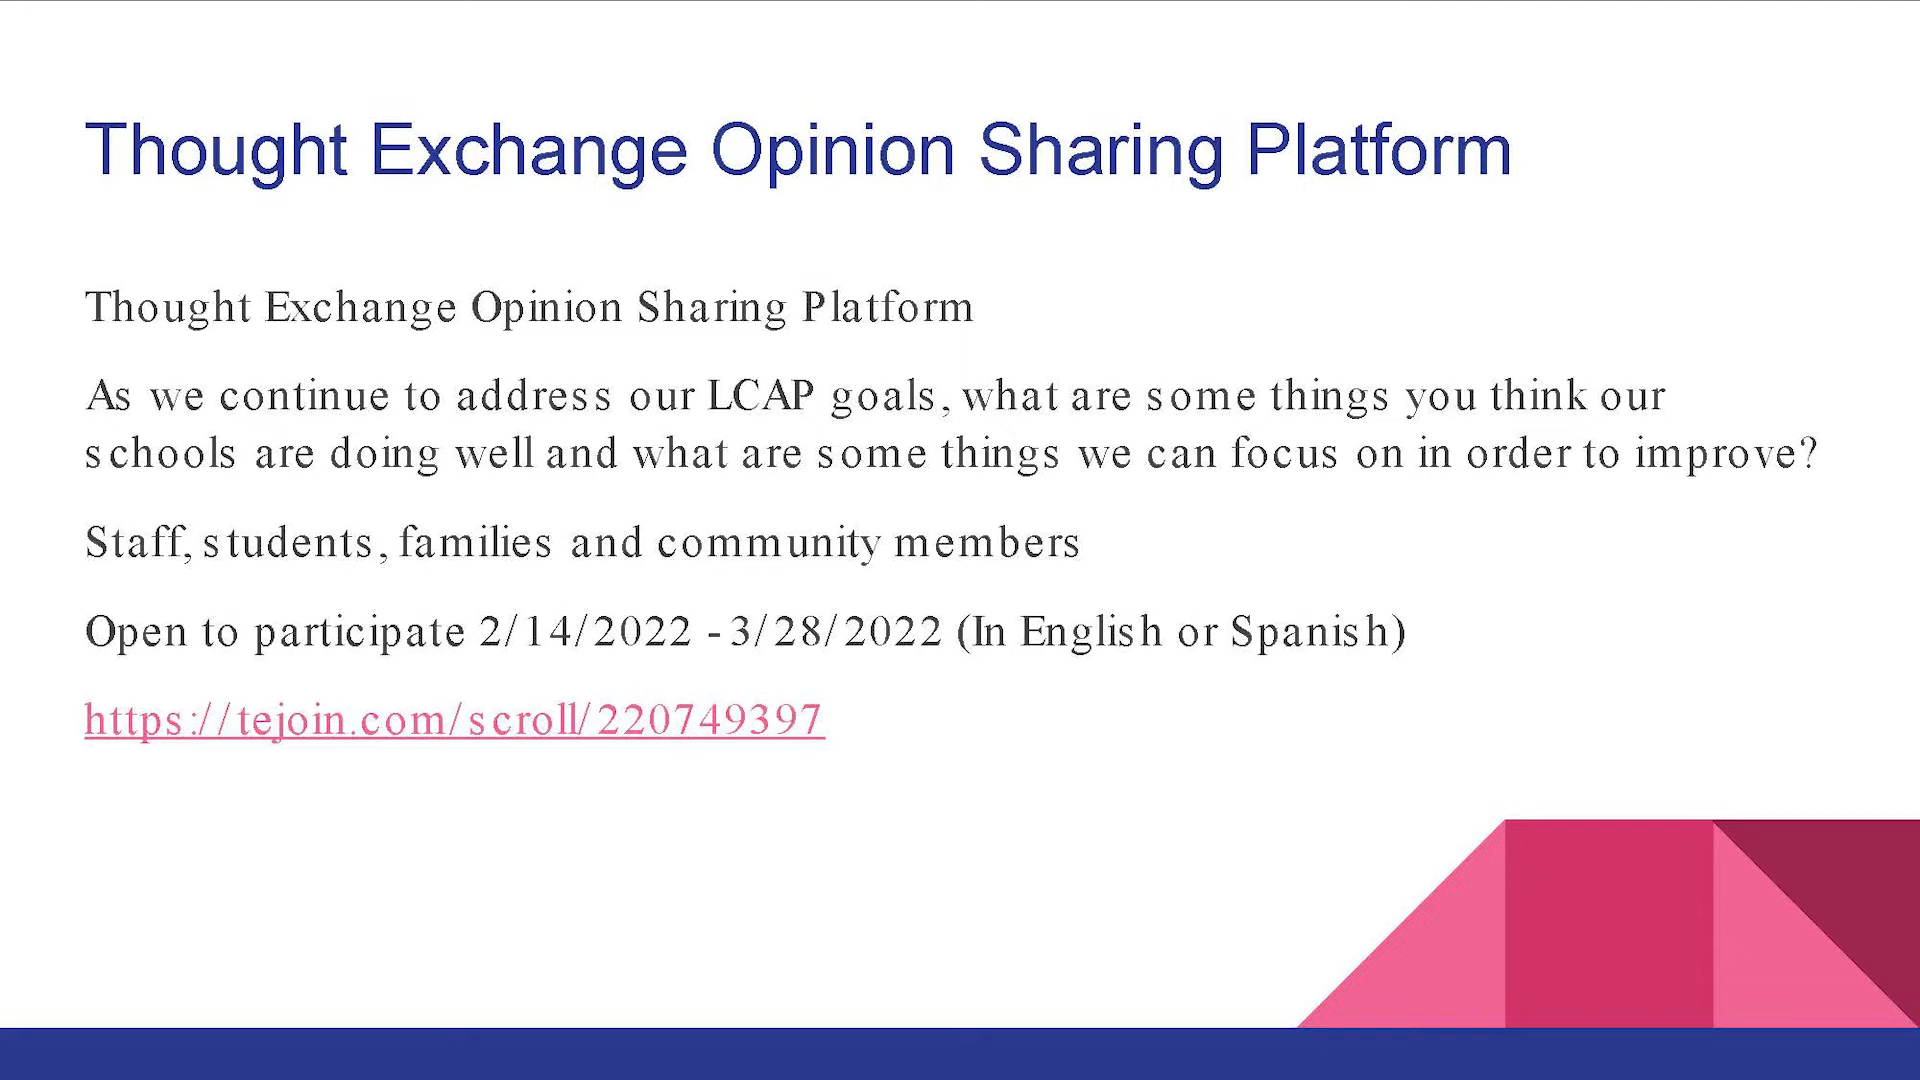 Thought Exchange Opinion Sharing Platform
Thought Exchange Opinion Sharing Platform
As we continue to address our LCAP goals, what are some things you think our
schools are doing well and what are some things we can focus on in order to improve?
Staff, students, families and community members
Open to participate 2/14/2022 - 3/28/2022 (In English or Spanish)
https://tejoin.com/scroll/220749397